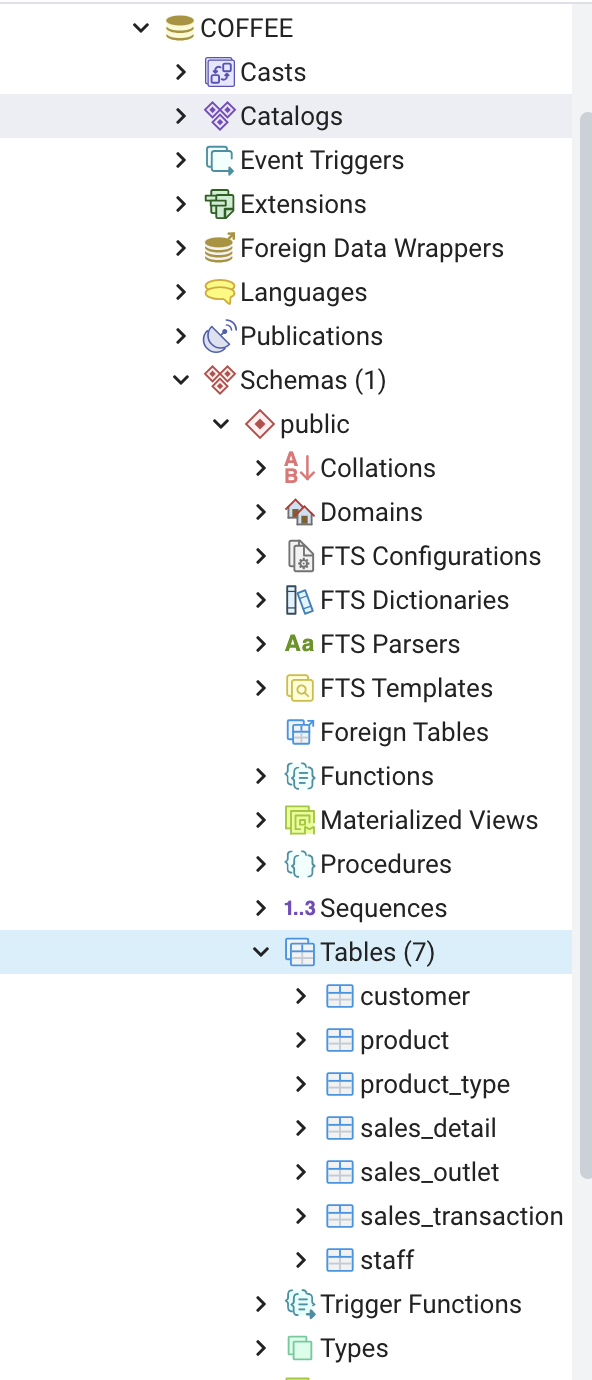 COFFEE
Casts
Catalogs
Event Triggers
Extensions
Foreign Data Wrappers
Languages
Publications
Schemas (1)
public
A B Collations
Domains
FTS Configurations
FTS Dictionaries
Aa FTS Parsers
FTS Templates
Foreign Tables
Functions
Materialized Views
Procedures
1..3 Sequences
Tables (7)
customer
product
product_type
sales_detail
sales_outlet
sales_transaction
staff
Trigger Functions
Types